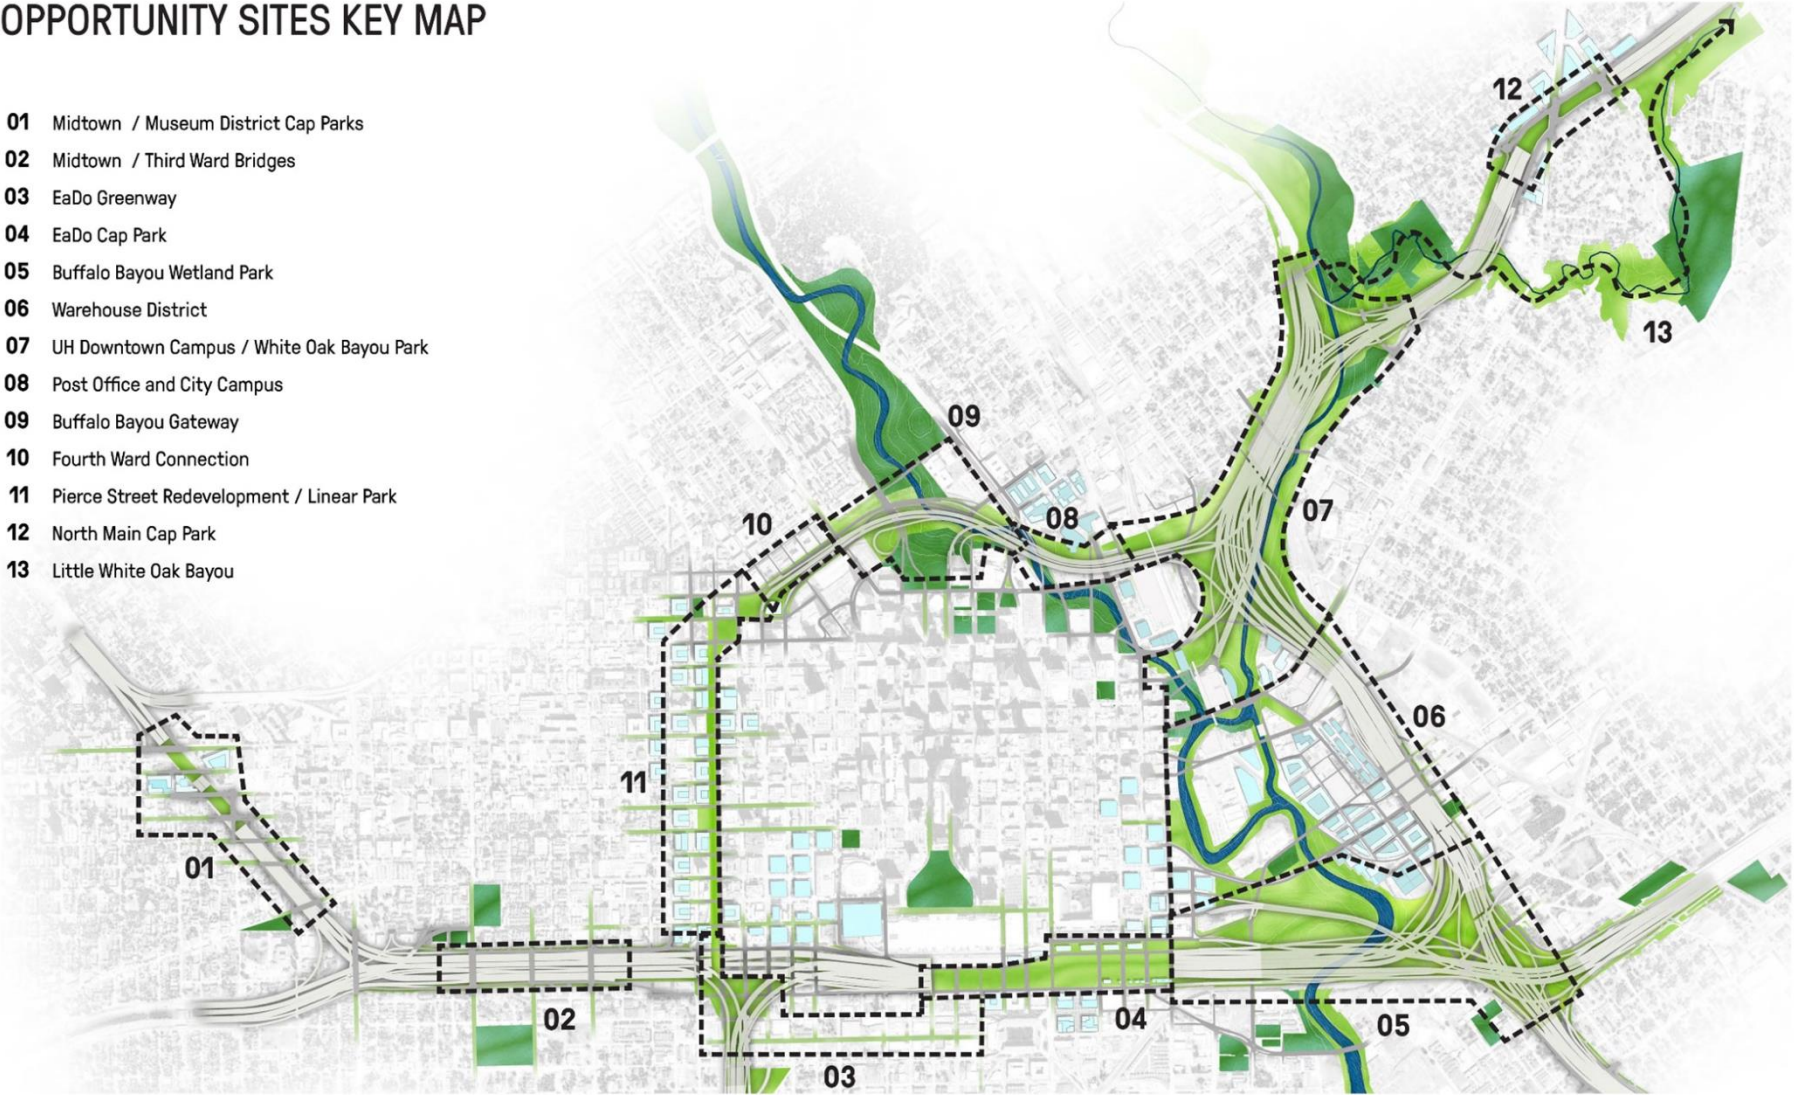 OPPORTUNITY SITES KEY MAP
01 Midtown / Museum District Cap Parks
02 Midtown / Third Ward Bridges
03 EaDo Greenway
04 EaDo Cap Park
05 Buffalo Bayou Wetland Park
06 Warehouse District
07 UH Downtown Campus / White Oak Bayou Park
08 Post Office and City Campus
09 Buffalo Bayou Gateway
10 Fourth Ward Connection
11 Pierce Street Redevelopment / Linear Park
12 North Main Cap Park
13 Little White Oak Bayou
12
13
09
10
08
07
06
11
01
02
04
05
03